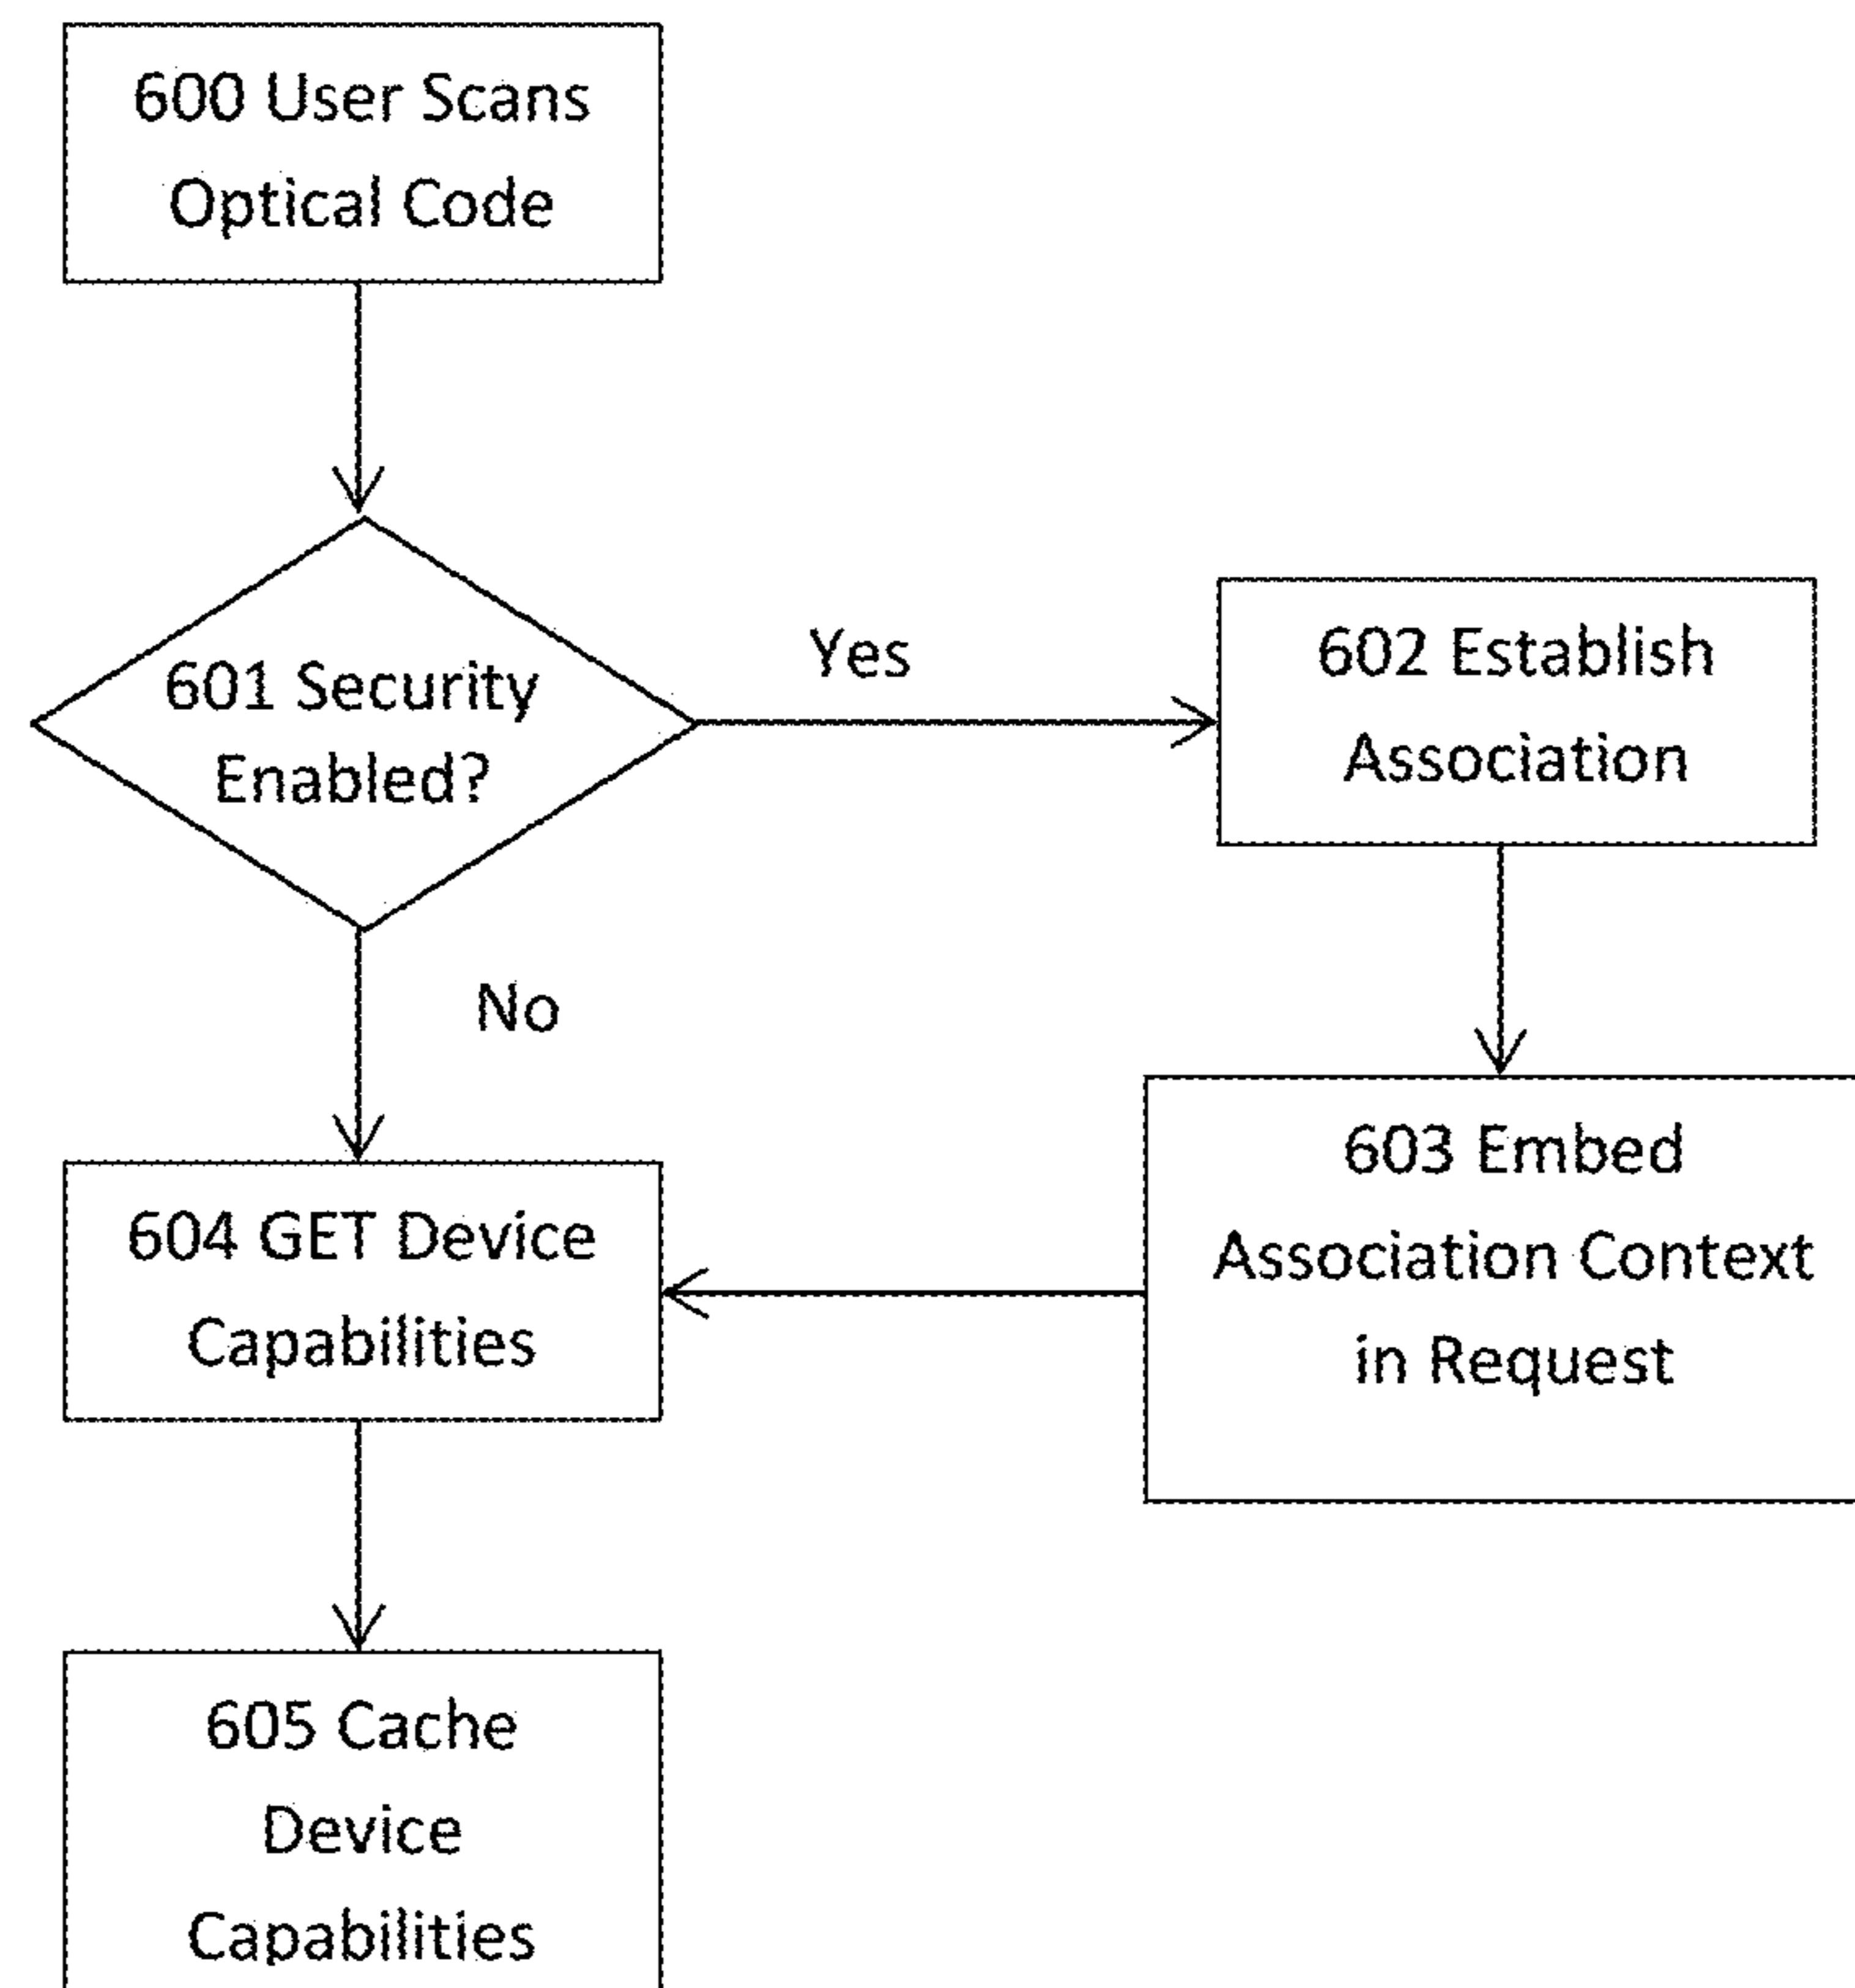 600 User Scans
Optical Code
601 Security
Enabled?
Yes
602 Establish
Association
No
603 Embed
Association Context
in Request
604 GET Device
Capabilities
605 Cache
Device
Capabilities